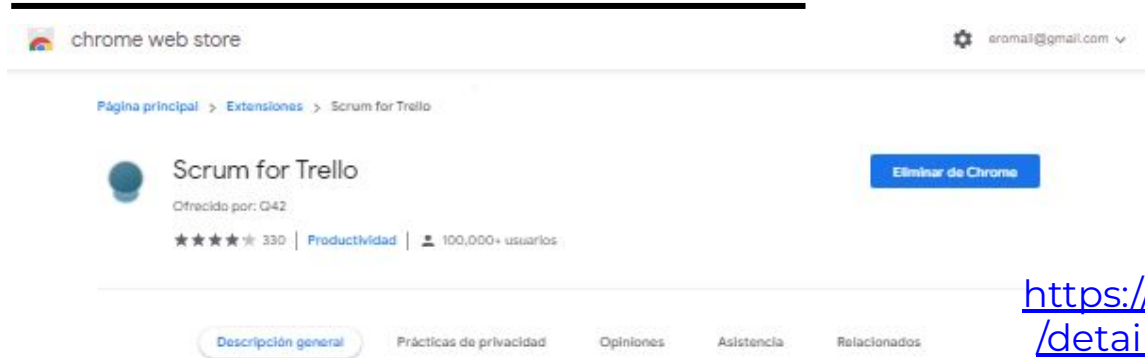 chrome web store
eromail@gmail.com
Página principal > Extensiones > Scrum for Trello
Scrum for Trello
Eliminar de Chrome
Ofrecido por: Q42
330 | Productividad | 100,000+ usuarios
https://
/detai
Descripción general Prácticas de privacidad Opiniones Asistencia Relacionados